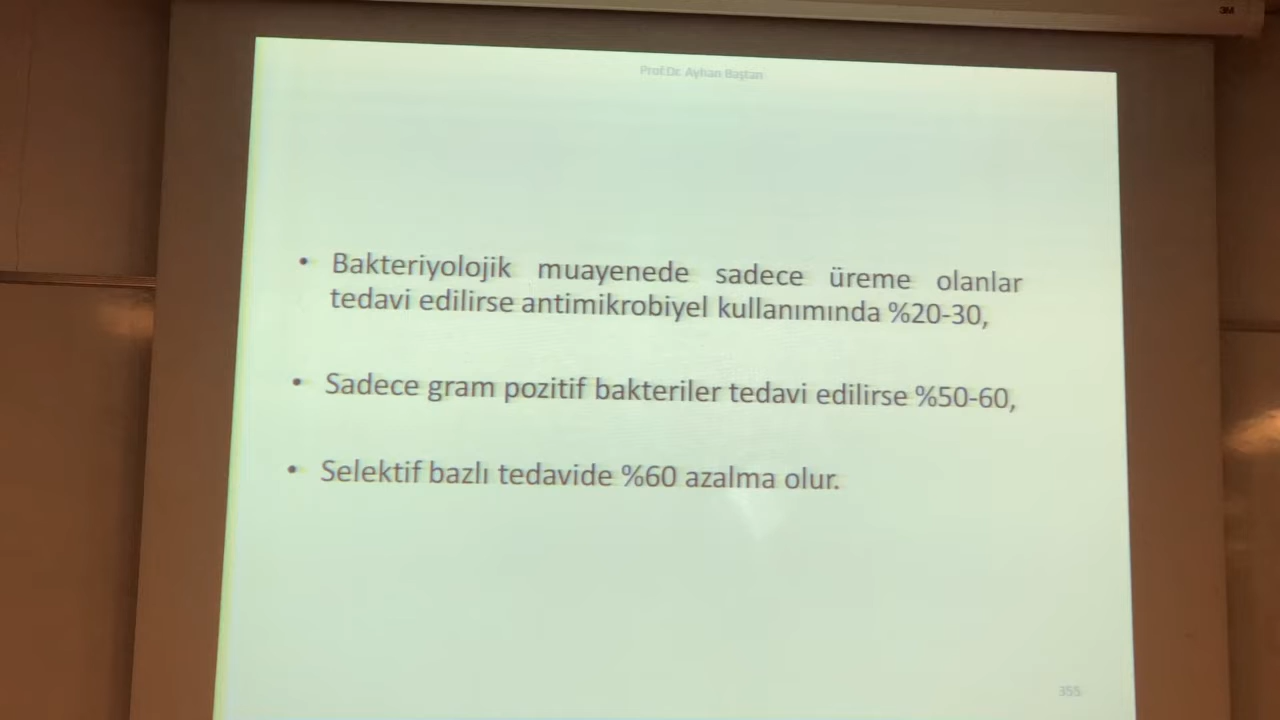 3M
Prof.Dr. Ayhan Baştan
• Bakteriyolojik muayenede sadece üreme olanlar
tedavi edilirse antimikrobiyel kullanımında %20-30,
• Sadece gram pozitif bakteriler tedavi edilirse %50-60,
• Selektif bazlı tedavide %60 azalma olur.
355